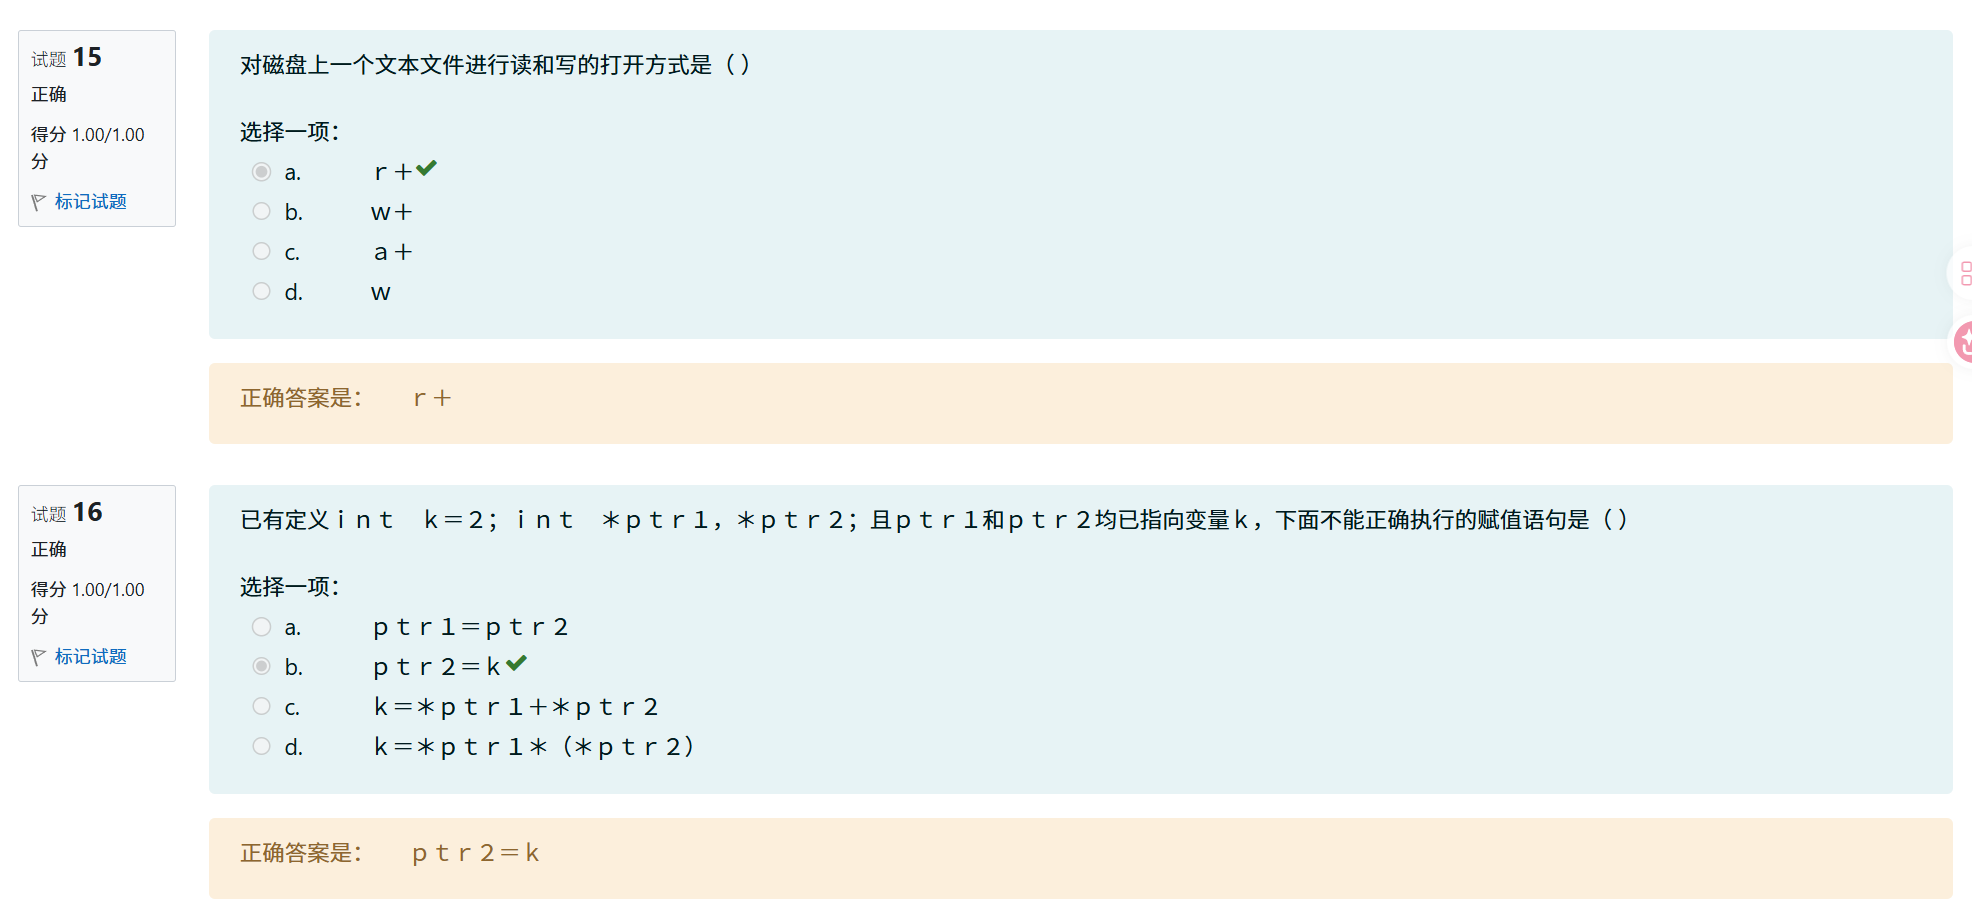 试题 15
正确
得分 1.00/1.00
分
标记试题
对磁盘上一个文本文件进行读和写的打开方式是（ ）
选择一项：
a. ｒ＋
b. ｗ＋
c. ａ＋
d. ｗ
正确答案是： ｒ＋
试题 16
正确
得分 1.00/1.00
分
标记试题
已有定义ｉｎｔ　ｋ＝２；ｉｎｔ　＊ｐｔｒ１，＊ｐｔｒ２；且ｐｔｒ１和ｐｔｒ２均已指向变量ｋ，下面不能正确执行的赋值语句是（ ）
选择一项：
a. ｐｔｒ１＝ｐｔｒ２
b. ｐｔｒ２＝ｋ
c. ｋ＝＊ｐｔｒ１＋＊ｐｔｒ２
d. ｋ＝＊ｐｔｒ１＊（＊ｐｔｒ２）
正确答案是： ｐｔｒ２＝ｋ